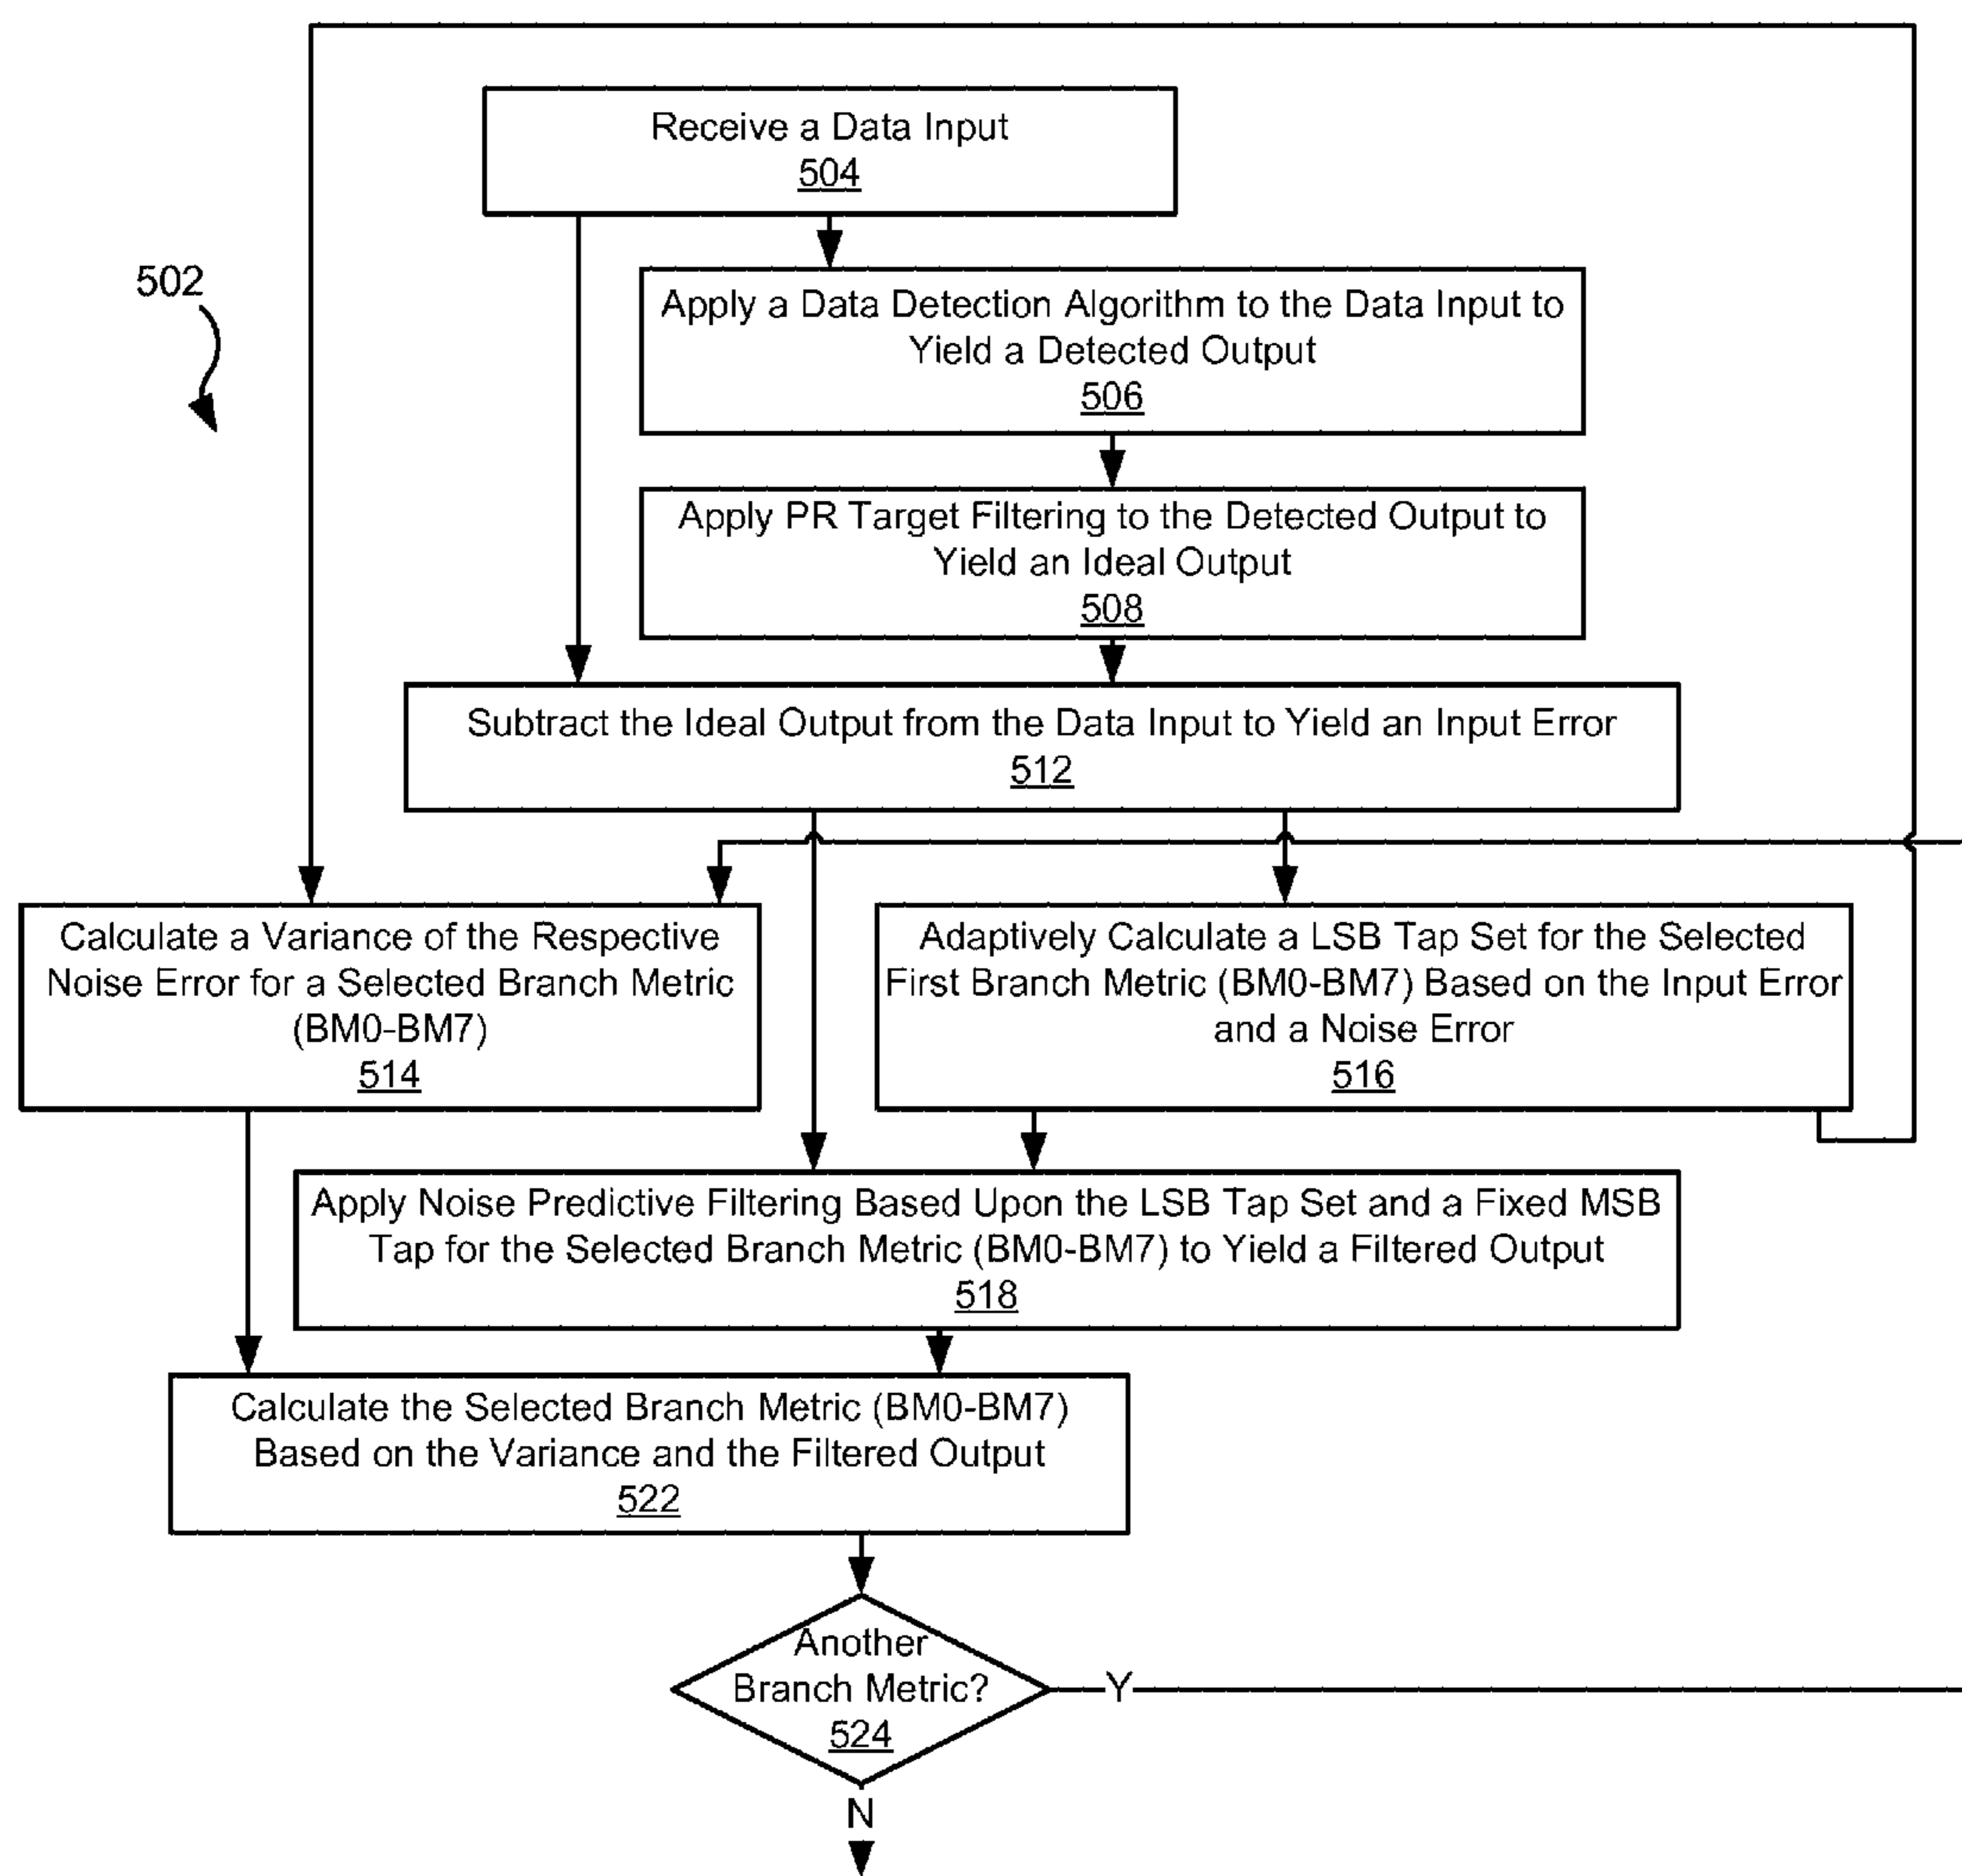 Receive a Data Input
504
502
Apply a Data Detection Algorithm to the Data Input to
Yield a Detected Output
506
Apply PR Target Filtering to the Detected Output to
Yield an Ideal Output
508
Subtract the Ideal Output from the Data Input to Yield an Input Error
512
Calculate a Variance of the Respective
Noise Error for a Selected Branch Metric
(BM0-BM7)
514
Adaptively Calculate a LSB Tap Set for the Selected
First Branch Metric (BM0-BM7) Based on the Input Error
and a Noise Error
516
Apply Noise Predictive Filtering Based Upon the LSB Tap Set and a Fixed MSB
Tap for the Selected Branch Metric (BM0-BM7) to Yield a Filtered Output
518
Calculate the Selected Branch Metric (BM0-BM7)
Based on the Variance and the Filtered Output
522
Another
Branch Metric?
524
Y
N